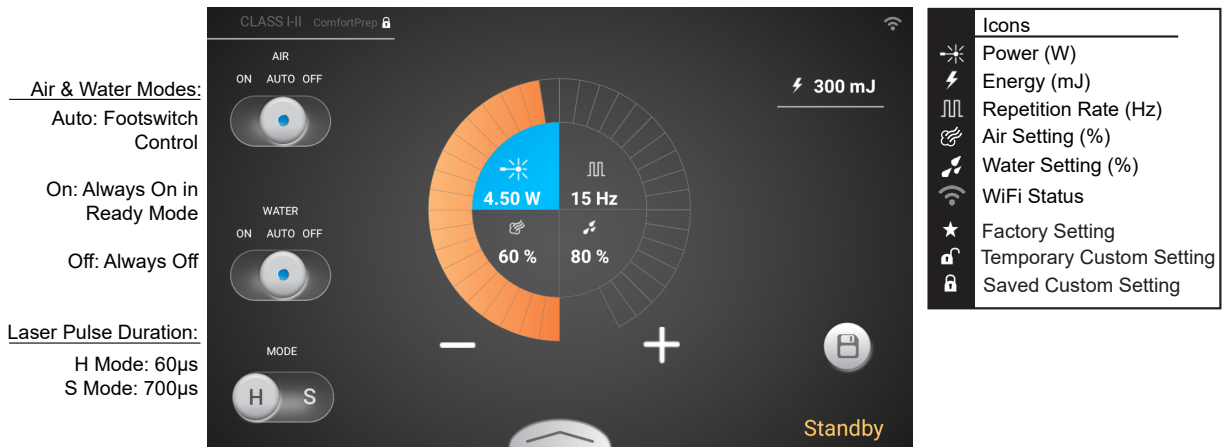 Air & Water Modes:
Auto: Footswitch
Control
On: Always On in
Ready Mode
Off: Always Off
Laser Pulse Duration:
H Mode: 60µs
S Mode: 700µs
CLASS I-II ComfortPrep
AIR
ON AUTO OFF
WATER
ON AUTO OFF
MODE
H S
300 mJ
4.50 W 15 Hz
60 % 80 %
Standby
Icons
Power (W)
Energy (mJ)
Repetition Rate (Hz)
Air Setting (%)
Water Setting (%)
WiFi Status
Factory Setting
Temporary Custom Setting
Saved Custom Setting